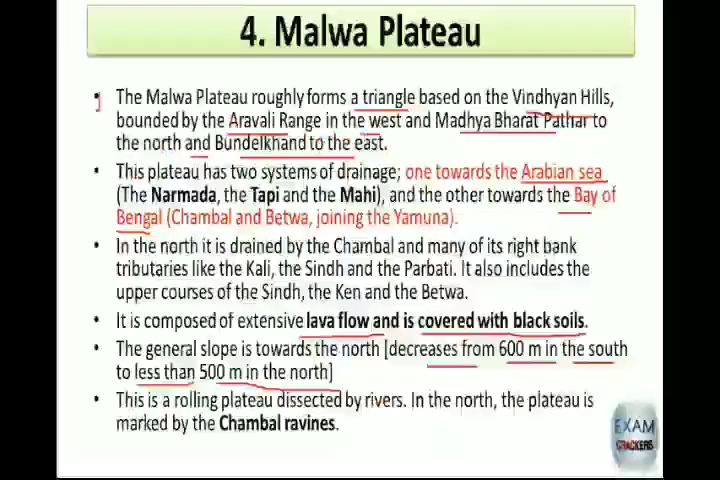 4. Malwa Plateau
• The Malwa Plateau roughly forms a triangle based on the Vindhyan Hills,
bounded by the Aravali Range in the west and Madhya Bharat Pathar to
the north and Bundelkhand to the east.
• This plateau has two systems of drainage; one towards the Arabian sea
(The Narmada, the Tapi and the Mahi), and the other towards the Bay of
Bengal (Chambal and Betwa, joining the Yamuna).
• In the north it is drained by the Chambal and many of its right bank
tributaries like the Kali, the Sindh and the Parbati. It also includes the
upper courses of the Sindh, the Ken and the Betwa.
• It is composed of extensive lava flow and is covered with black soils.
• The general slope is towards the north [decreases from 600 m in the south
to less than 500 m in the north]
• This is a rolling plateau dissected by rivers. In the north, the plateau is
marked by the Chambal ravines.
EXAM
CRACKERS